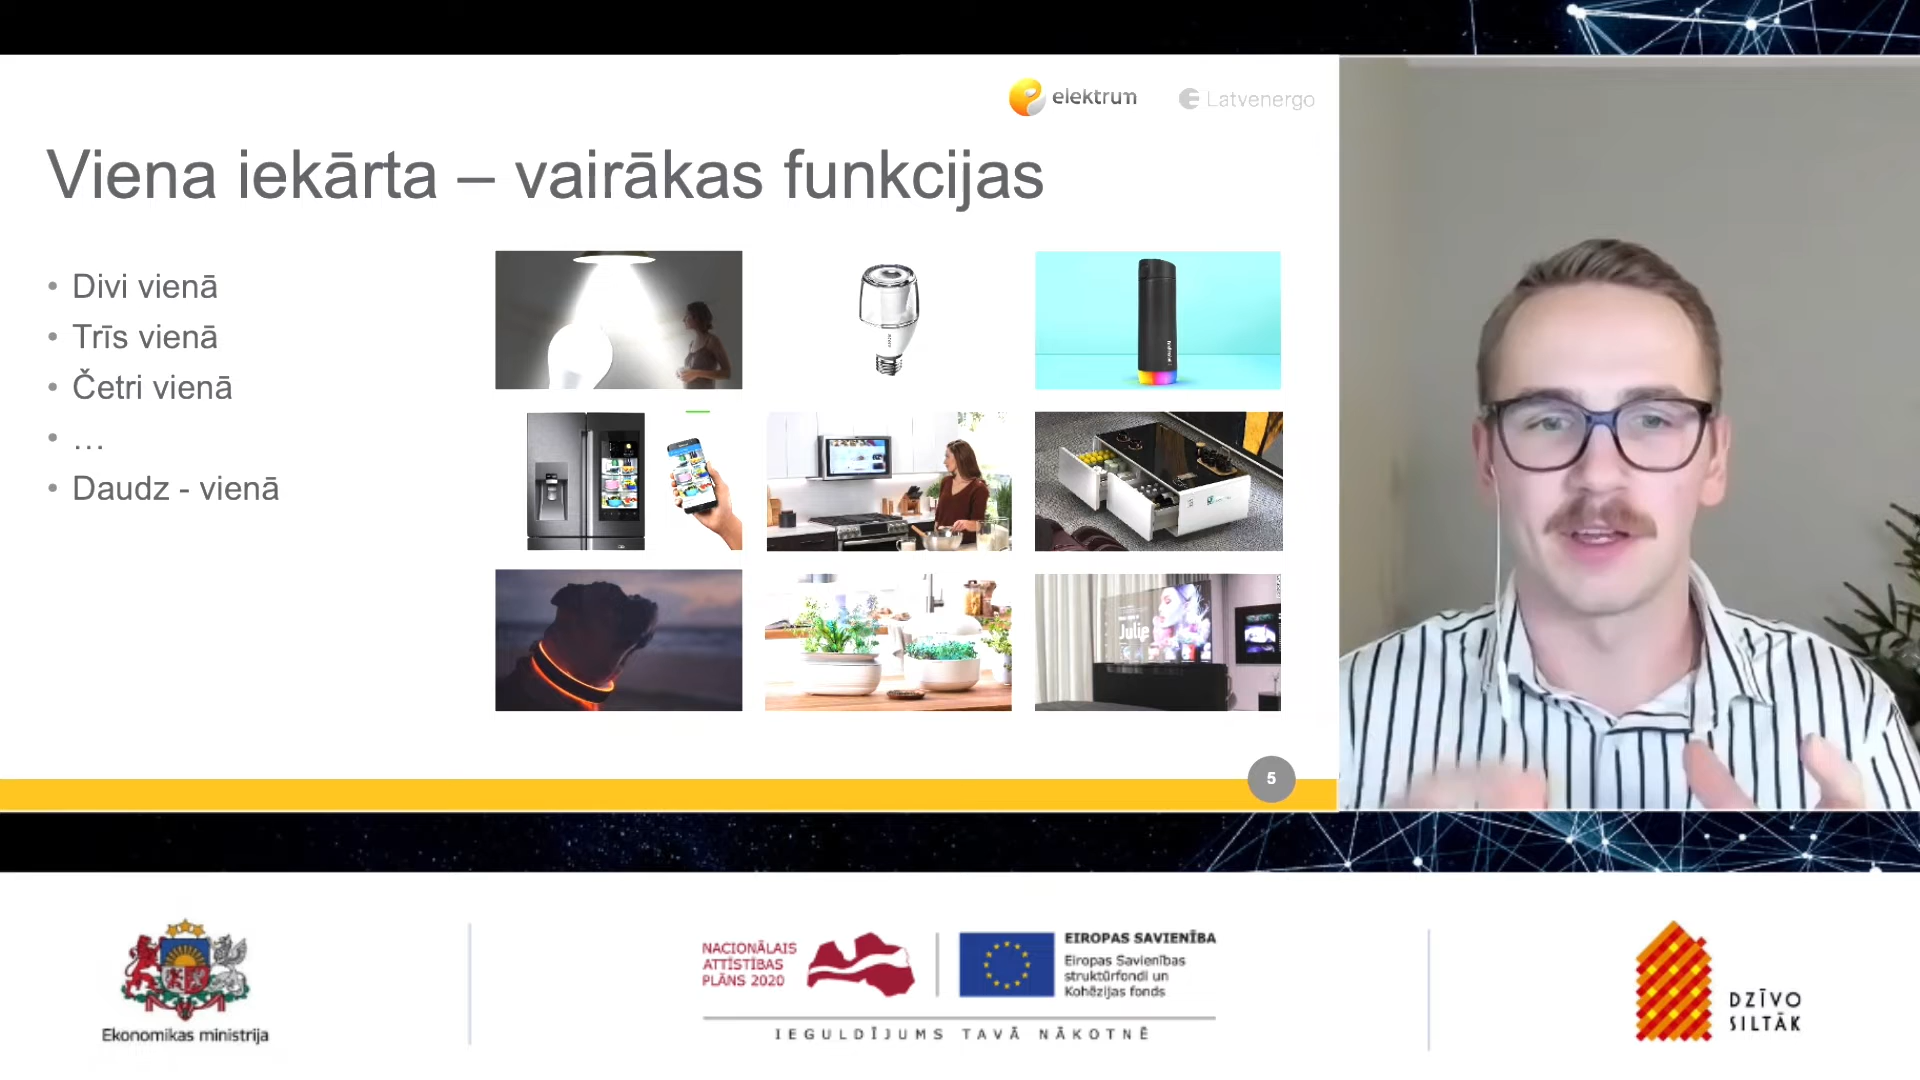 elektrum
Latvenergo
Viena iekārta – vairākas funkcijas
• Divi vienā
• Trīs vienā
• Četri vienā
• …
• Daudz - vienā
Julie
5
Ekonomikas ministrija
NACIONĀLAIS
ATTĪSTĪBAS
PLĀNS 2020
EIROPAS SAVIENĪBA
Eiropas Savienības
struktūrfondi un
Kohēzijas fonds
IEGULDĪJUMS TAVĀ NĀKOTNĒ
DZĪVO
SILTĀK